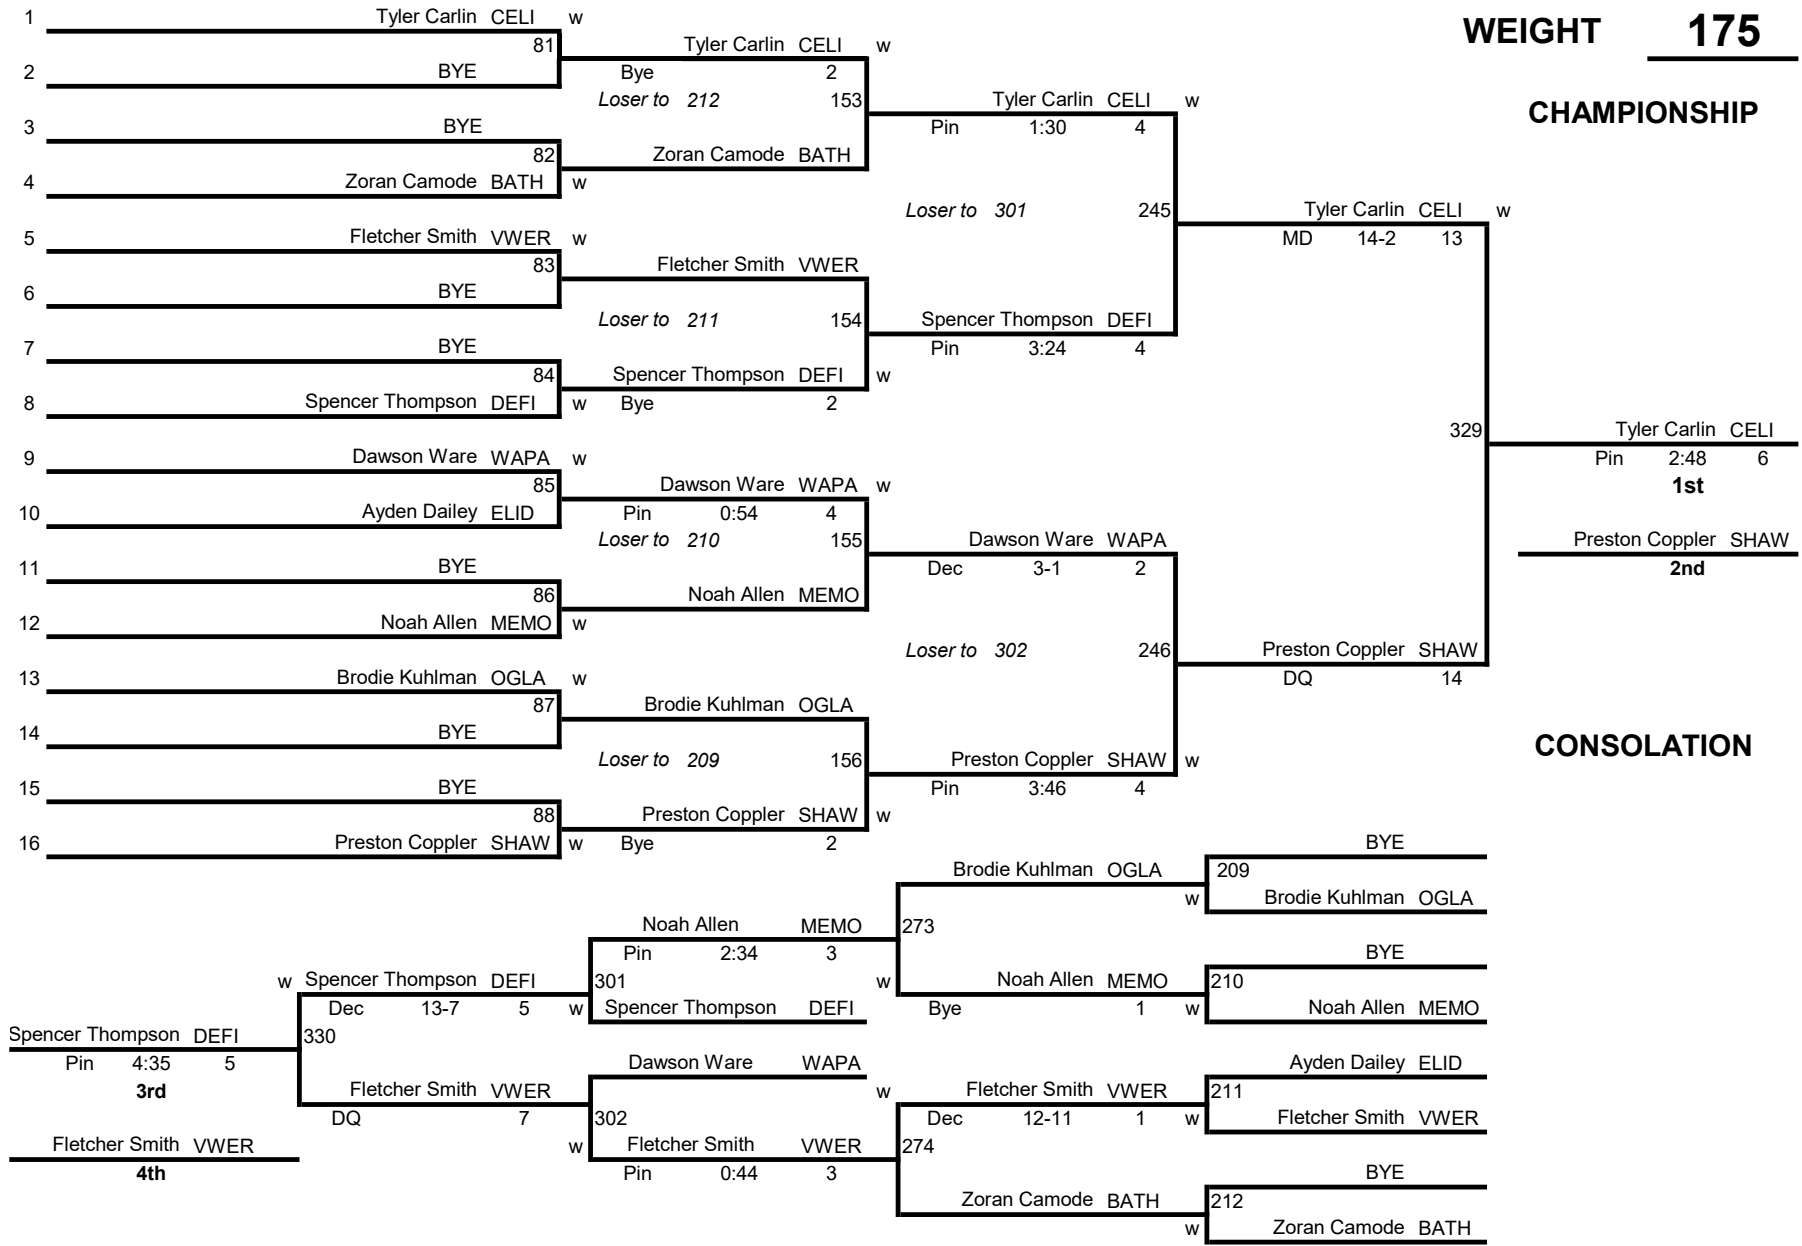 1 Tyler Carlin CELI w
WEIGHT 175
81 Tyler Carlin CELI w
2 BYE Bye 2
Loser to 212 153 Tyler Carlin CELI w
CHAMPIONSHIP
3 BYE Pin 1:30 4
82 Zoran Camode BATH
4 Zoran Camode BATH w
Loser to 301 245 Tyler Carlin CELI w
5 Fletcher Smith VWER w MD 14-2 13
83 Fletcher Smith VWER
6 BYE
Loser to 211 154 Spencer Thompson DEFI
7 BYE Pin 3:24 4
84 Spencer Thompson DEFI w
8 Spencer Thompson DEFI w Bye 2
329 Tyler Carlin CELI
9 Dawson Ware WAPA w Pin 2:48 6
85 Dawson Ware WAPA w 1st
10 Ayden Dailey ELID Pin 0:54 4
Loser to 210 155 Dawson Ware WAPA Preston Coppler SHAW
11 BYE Dec 3-1 2 2nd
86 Noah Allen MEMO
12 Noah Allen MEMO w
Loser to 302 246 Preston Coppler SHAW
13 Brodie Kuhlman OGLA w DQ 14
87 Brodie Kuhlman OGLA
14 BYE
CONSOLATION
Loser to 209 156 Preston Coppler SHAW w
15 BYE Pin 3:46 4
88 Preston Coppler SHAW w
16 Preston Coppler SHAW w Bye 2 BYE
Brodie Kuhlman OGLA 209
w Brodie Kuhlman OGLA
Noah Allen MEMO 273
Pin 2:34 3 BYE
w Spencer Thompson DEFI 301 w Noah Allen MEMO 210
Dec 13-7 5 w Spencer Thompson DEFI Bye 1 w Noah Allen MEMO
Spencer Thompson DEFI 330
Pin 4:35 5 Dawson Ware WAPA Ayden Dailey ELID
3rd Fletcher Smith VWER w Fletcher Smith VWER 211
DQ 7 302 Dec 12-11 1 w Fletcher Smith VWER
Fletcher Smith VWER w Fletcher Smith VWER 274
4th Pin 0:44 3 BYE
Zoran Camode BATH 212
w Zoran Camode BATH